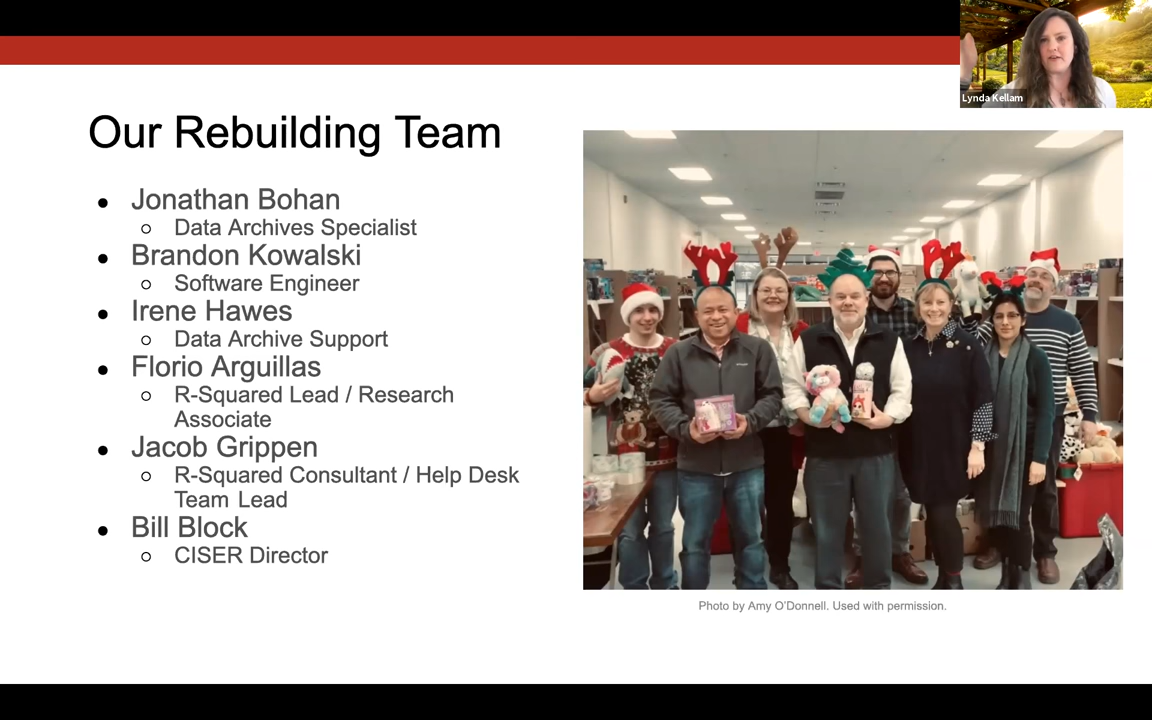 Lynda Kellam
Our Rebuilding Team
Jonathan Bohan
Data Archives Specialist
Brandon Kowalski
Software Engineer
Irene Hawes
Data Archive Support
Florio Arguillas
R-Squared Lead / Research
Associate
Jacob Grippen
R-Squared Consultant / Help Desk
Team Lead
Bill Block
CISER Director
Photo by Amy O'Donnell. Used with permission.